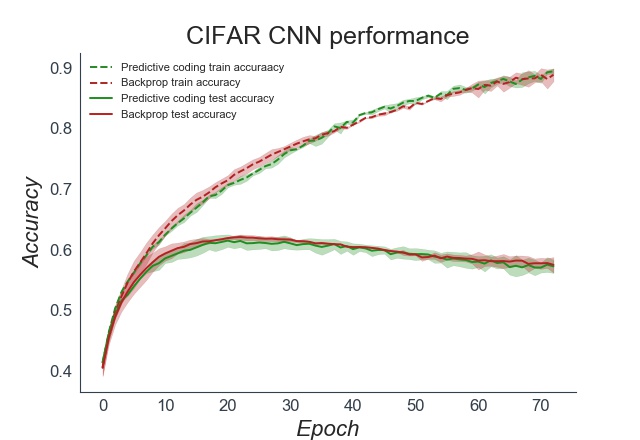 CIFAR CNN performance
Predictive coding train accuraacy
Backprop train accuracy
Predictive coding test accuracy
Backprop test accuracy
Accuracy
0.9
0.8
0.7
0.6
0.5
0.4
0 10 20 30 40 50 60 70
Epoch